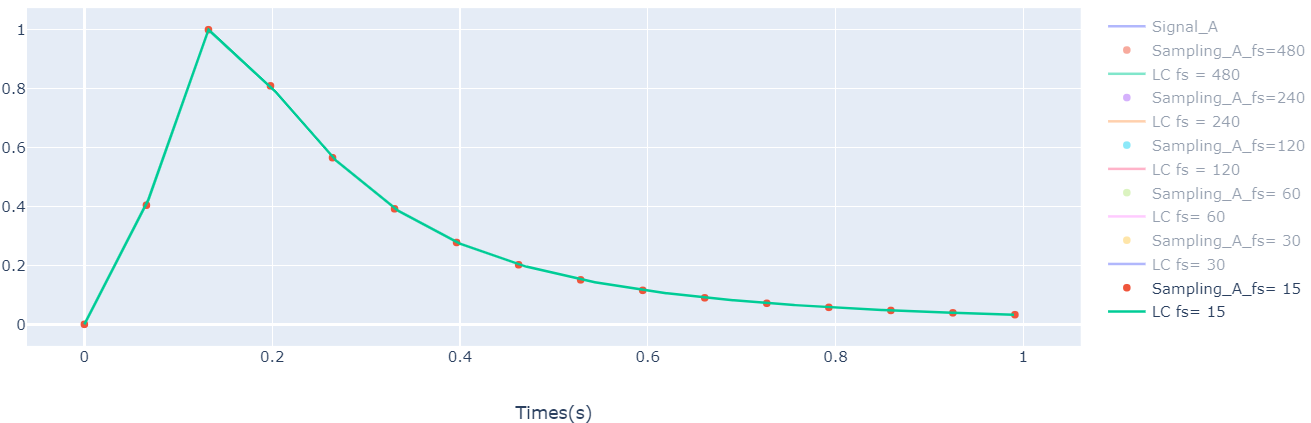 1
0.8
0.6
0.4
0.2
0
0 0.2 0.4 0.6 0.8 1
Times(s)
Signal_A
Sampling_A_fs=480
LC fs = 480
Sampling_A_fs=240
LC fs = 240
Sampling_A_fs=120
LC fs = 120
Sampling_A_fs= 60
LC fs= 60
Sampling_A_fs= 30
LC fs= 30
Sampling_A_fs= 15
LC fs= 15